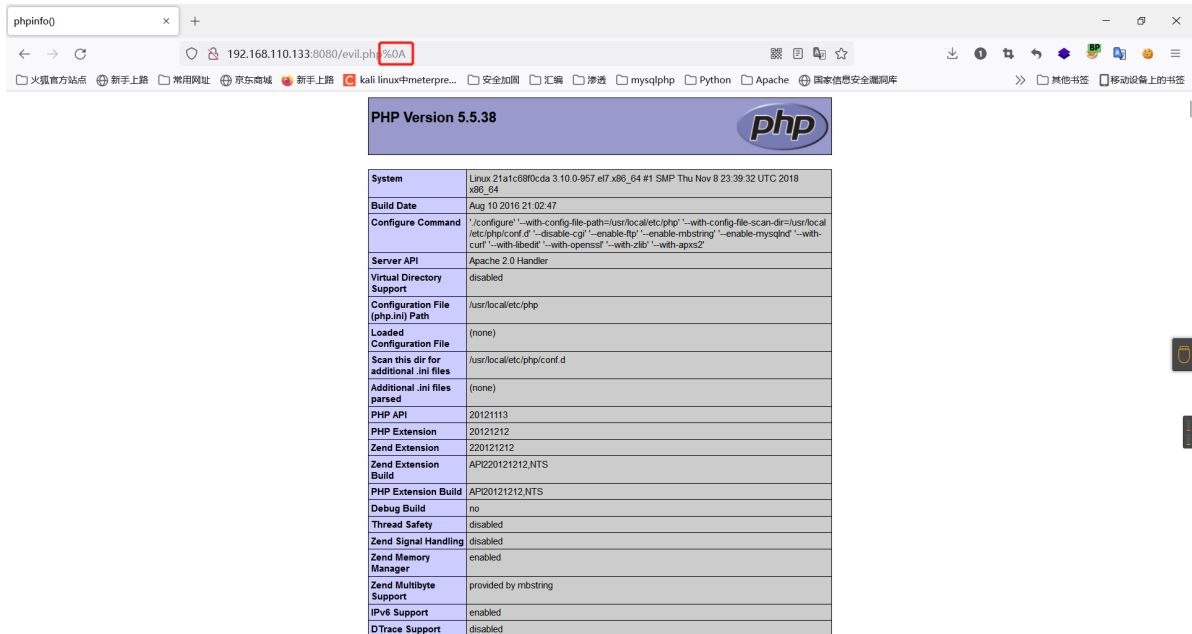 phpinfo()
192.168.110.133:8080/evil.php%0A
火狐官方站点 新手上路 常用网址 京东商城 新手上路 C kali linux中meterpre... 安全加固 汇编 渗透 mysqlphp Python Apache 国家信息安全漏洞库 其他书签 移动设备上的书签
BP
1
PHP Version 5.5.38
php
System Linux 21a1c68f0cda 3.10.0-957.el7.x86_64 #1 SMP Thu Nov 8 23:39:32 UTC 2018
x86_64
Build Date Aug 10 2016 21:02:47
Configure Command './configure' '--with-config-file-path=/usr/local/etc/php' '--with-config-file-scan-dir=/usr/local
/etc/php/conf.d' '--disable-cgi' '--enable-ftp' '--enable-mbstring' '--enable-mysqlnd' '--with-
curl' '--with-libedit' '--with-openssl' '--with-zlib' '--with-apxs2'
Server API Apache 2.0 Handler
Virtual Directory disabled
Support
Configuration File /usr/local/etc/php
(php.ini) Path
Loaded (none)
Configuration File
Scan this dir for /usr/local/etc/php/conf.d
additional .ini files
Additional .ini files (none)
parsed
PHP API 20121113
PHP Extension 20121212
Zend Extension 220121212
Zend Extension API220121212,NTS
Build
PHP Extension Build API20121212,NTS
Debug Build no
Thread Safety disabled
Zend Signal Handling disabled
Zend Memory enabled
Manager
Zend Multibyte provided by mbstring
Support
IPv6 Support enabled
DTrace Support disabled